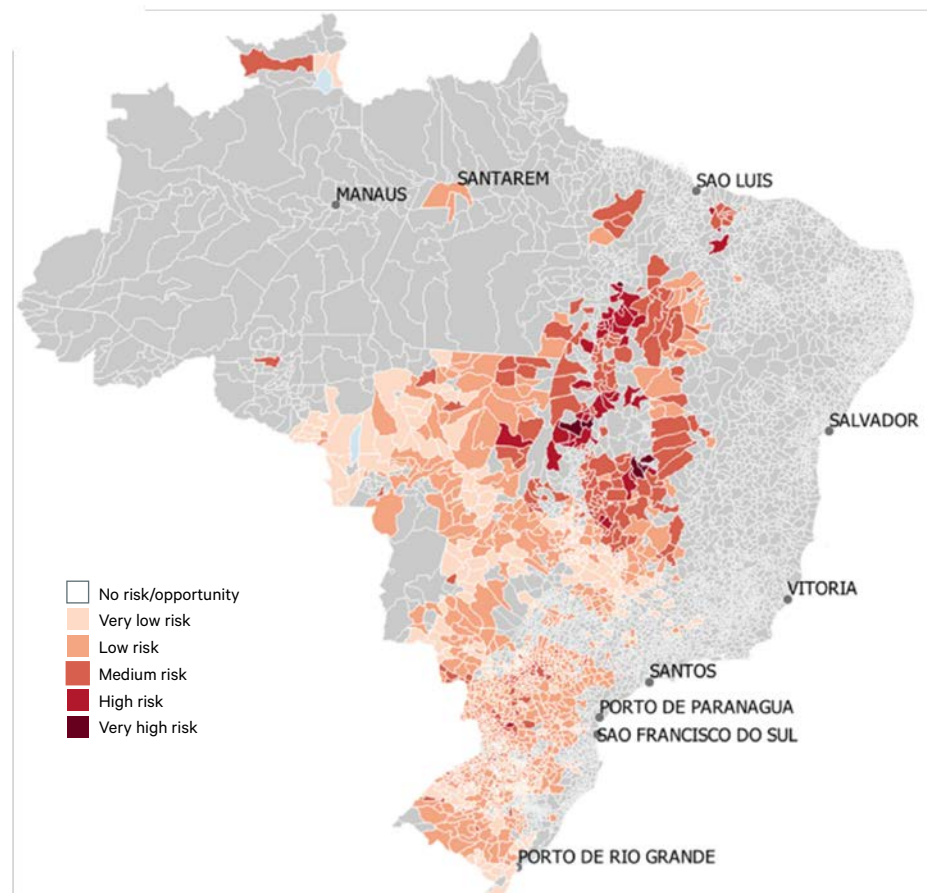 SANTAREM
MANAUS
SAO LUIS
SALVADOR
VITORIA
SANTOS
PORTO DE PARANAGUA
SAO FRANCISCO DO SUL
PORTO DE RIO GRANDE
No risk/opportunity
Very low risk
Low risk
Medium risk
High risk
Very high risk